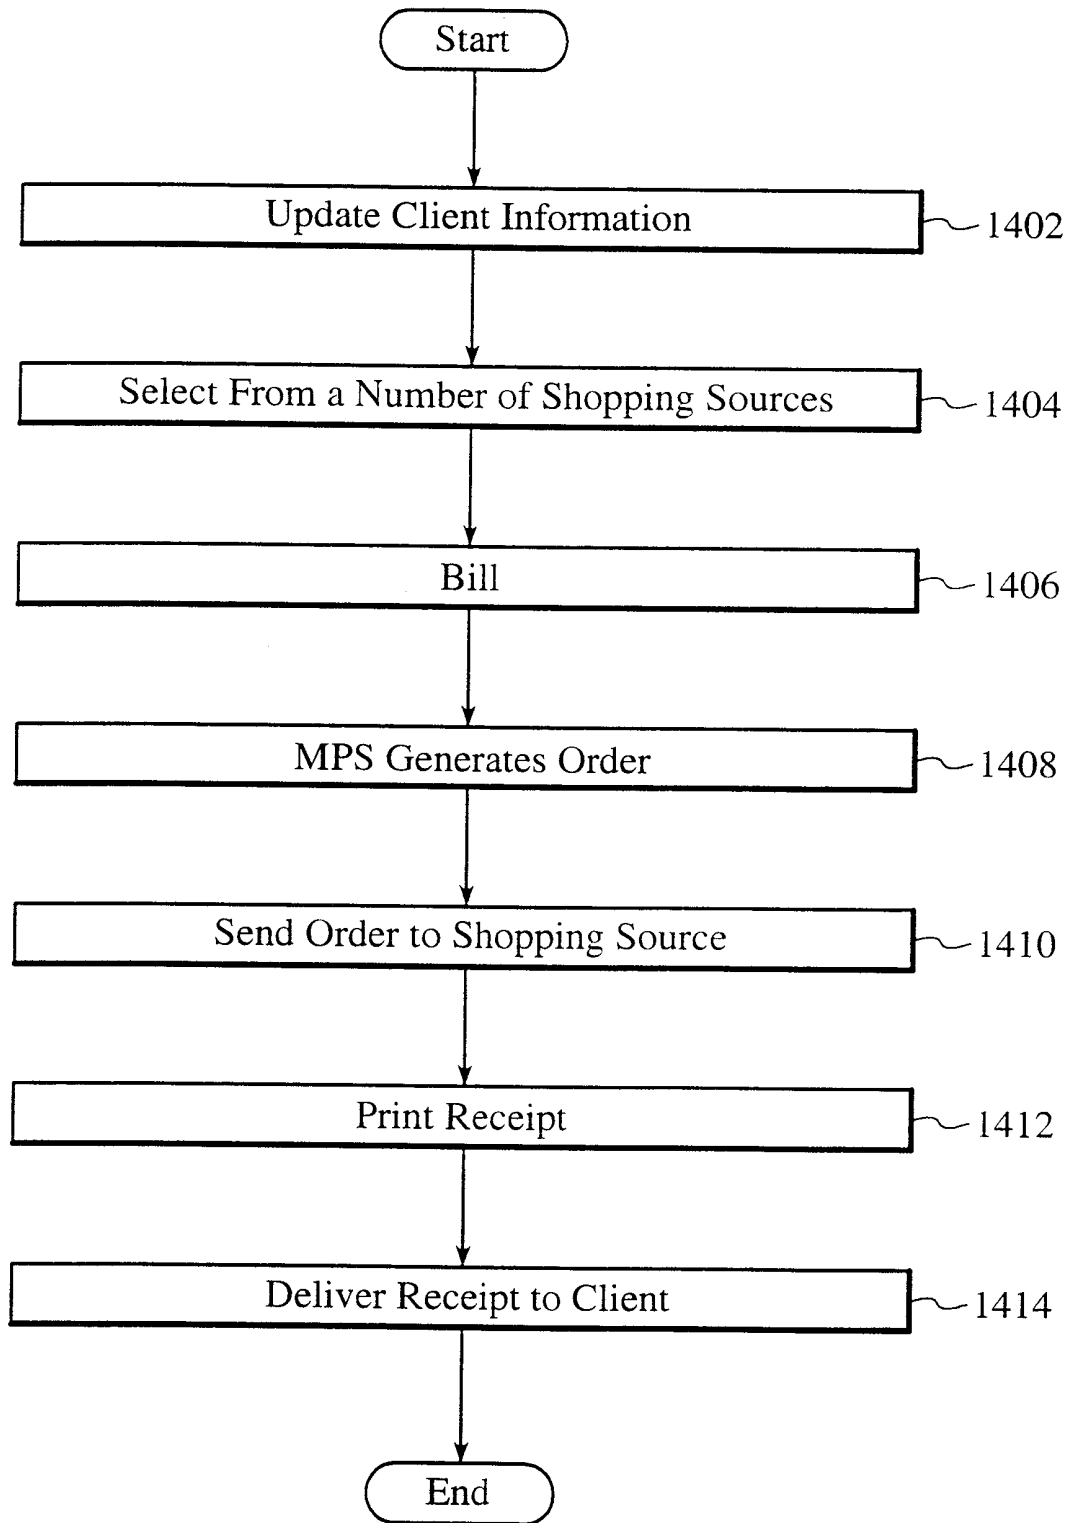 Start
Update Client Information
1402
Select From a Number of Shopping Sources
1404
Bill
1406
MPS Generates Order
1408
Send Order to Shopping Source
1410
Print Receipt
1412
Deliver Receipt to Client
1414
End